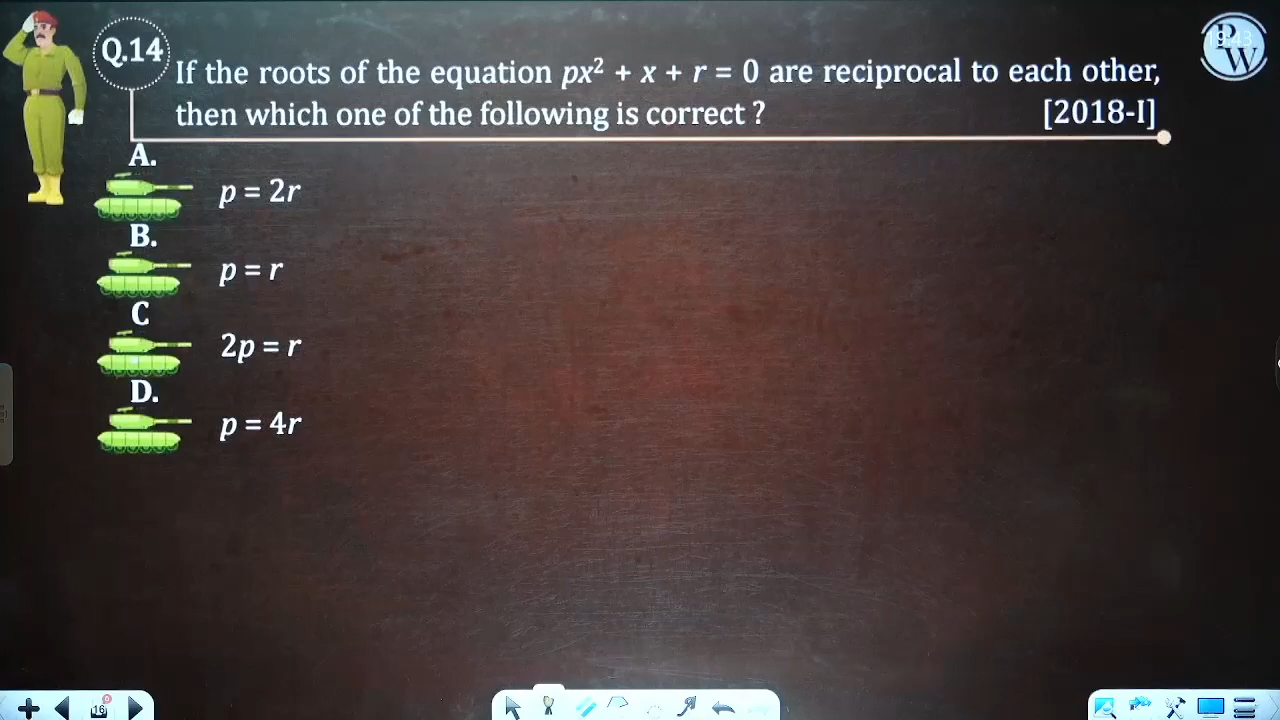 Q.14
If the roots of the equation px² + x + r = 0 are reciprocal to each other,
then which one of the following is correct ? [2018-I]
A.
p = 2r
B.
p = r
C
2p = r
D.
p = 4r
PW
16